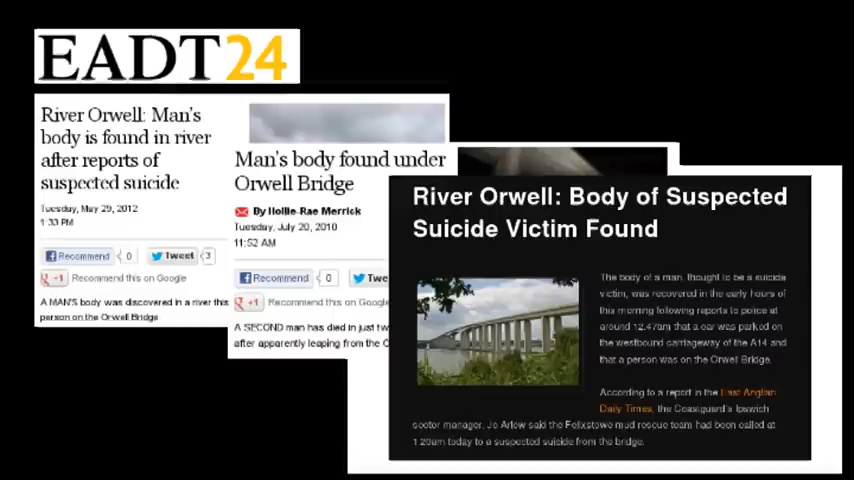 EADT24
River Orwell: Man's
body is found in river
after reports of
suspected suicide
Tuesday, May 29, 2012
1:33 PM
Recommend 0 Tweet 3
+1 Recommend this on Google
A MAN'S body was discovered in a river this
person on the Orwell Bridge
Man's body found under
Orwell Bridge
By Hollie-Rae Merrick
Tuesday, July 20, 2010
11:52 AM
Recommend 0 Twe
+1 Recommend this on Google
A SECOND man has died in just tw
after apparently leaping from the O
River Orwell: Body of Suspected
Suicide Victim Found
The body of a man, thought to be a suicide
victim, was recovered in the early hours of
this morning following reports to police at
around 12.47am that a car was parked on
the westbound carriageway of the A14 and
that a person was on the Orwell Bridge.
According to a report in the East Anglian
Daily Times, the Coastguard's Ipswich
sector manager, Jo Arlow said the Felixstowe mud rescue team had been called at
1:20am today to a suspected suicide from the bridge.